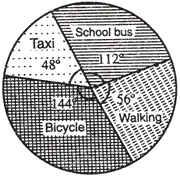 School bus
Taxi
112°
48°
144°
56°
Bicycle
Walking